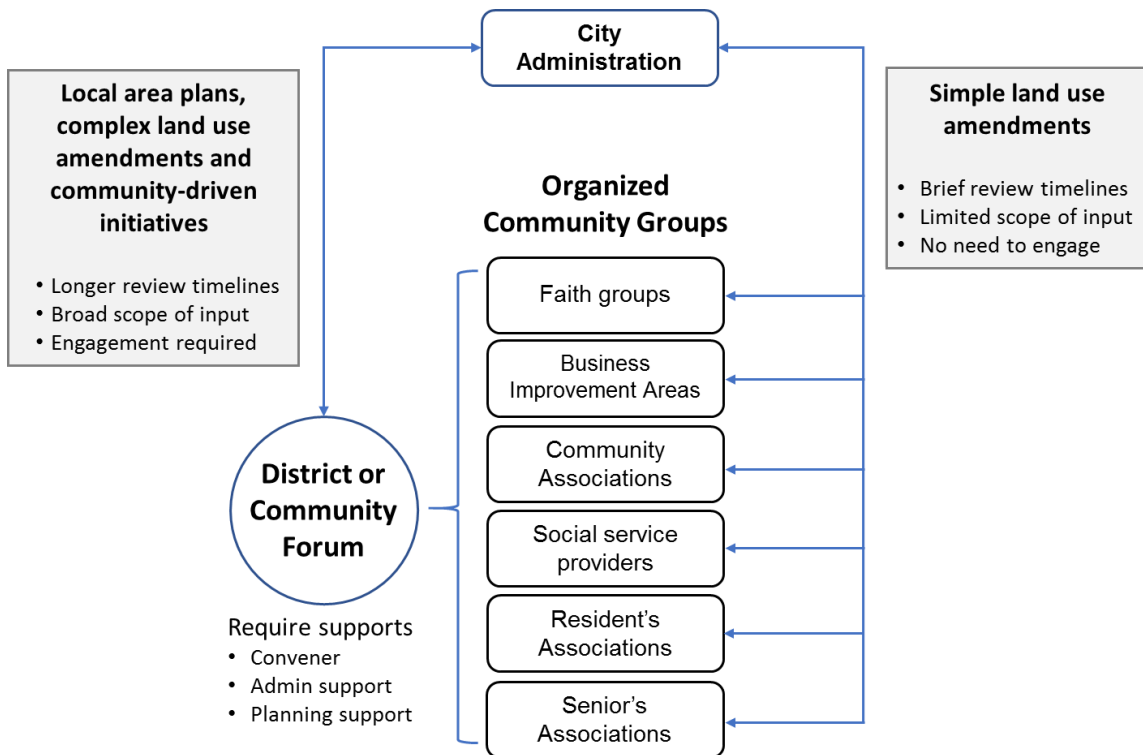 City
Administration
Local area plans,
complex land use
amendments and
community-driven
initiatives
• Longer review timelines
• Broad scope of input
• Engagement required
Simple land use
amendments
• Brief review timelines
• Limited scope of input
• No need to engage
Organized
Community Groups
Faith groups
Business
Improvement Areas
Community
Associations
Social service
providers
Resident’s
Associations
Senior’s
Associations
District or
Community
Forum
Require supports
• Convener
• Admin support
• Planning support